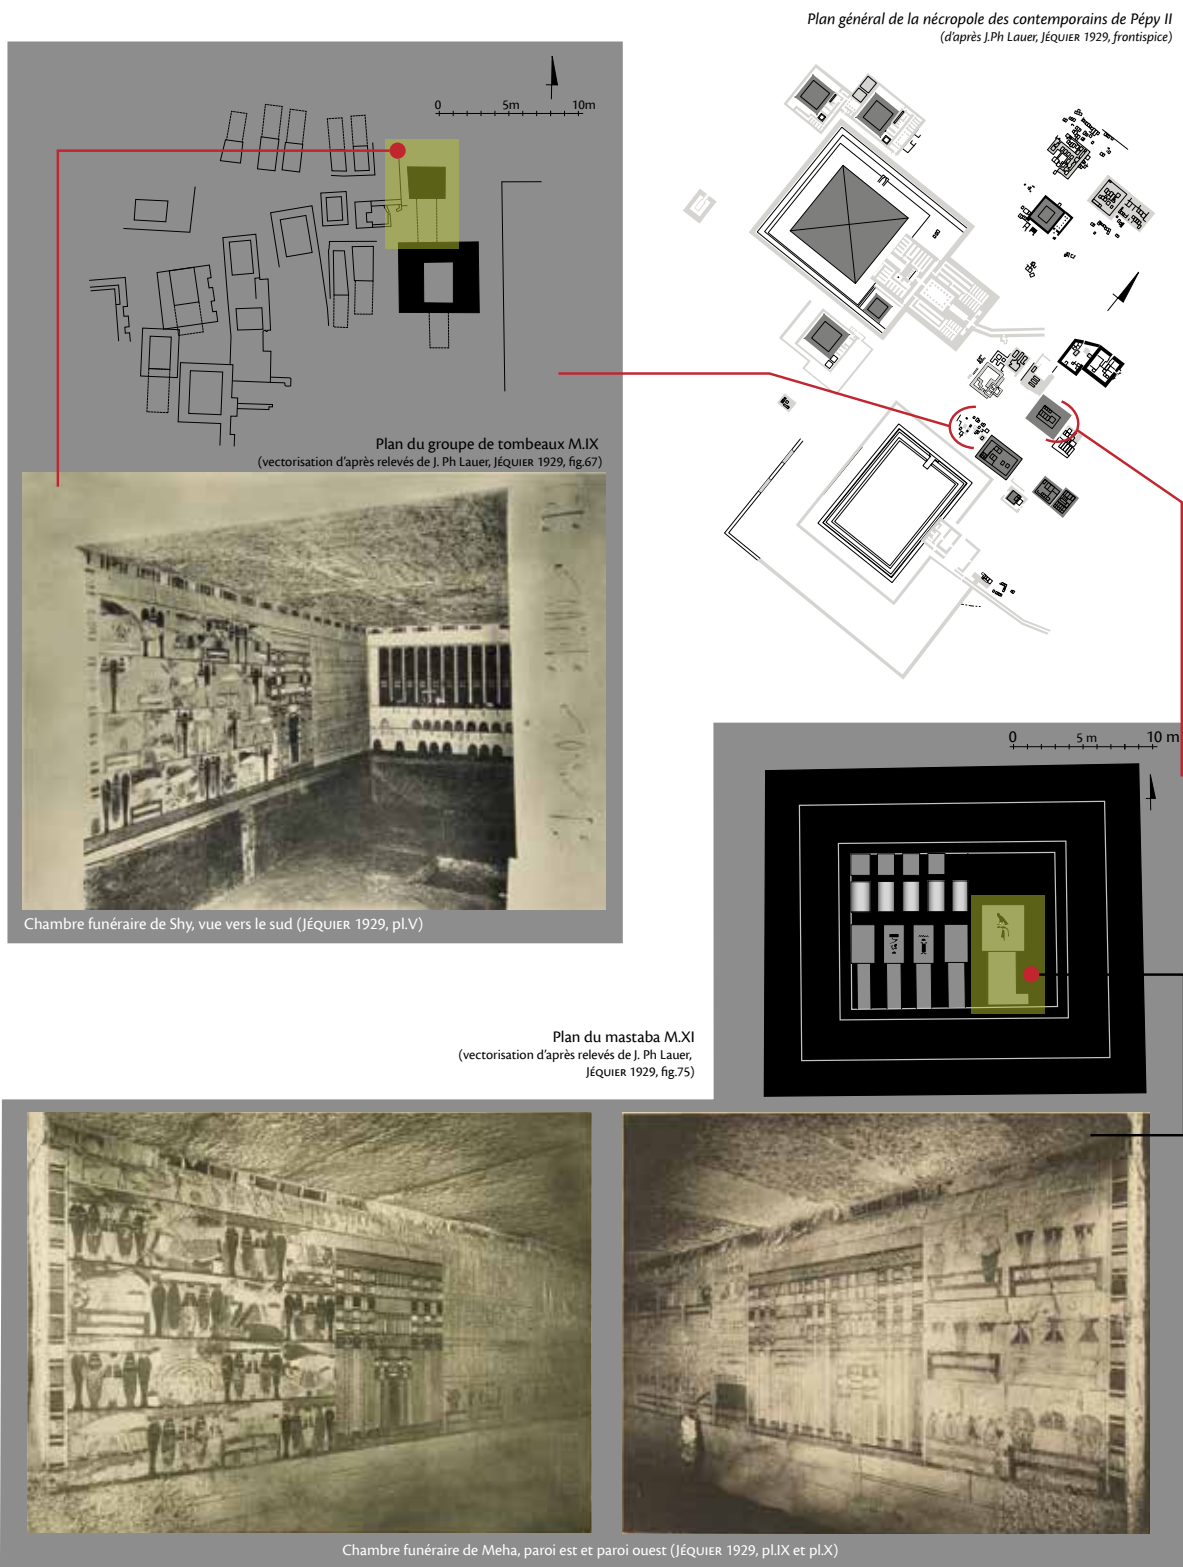 Plan général de la nécropole des contemporains de Pépy II
(d'après J.Ph Lauer, JÉQUIER 1929, frontispice)
0 5m 10m
Plan du groupe de tombeaux M.IX
(vectorisation d'après relevés de J. Ph Lauer, JÉQUIER 1929, fig.67)
Chambre funéraire de Shy, vue vers le sud (JÉQUIER 1929, pl.V)
0 5 m 10 m
Plan du mastaba M.XI
(vectorisation d'après relevés de J. Ph Lauer,
JÉQUIER 1929, fig.75)
Chambre funéraire de Meha, paroi est et paroi ouest (JÉQUIER 1929, pl.IX et pl.X)